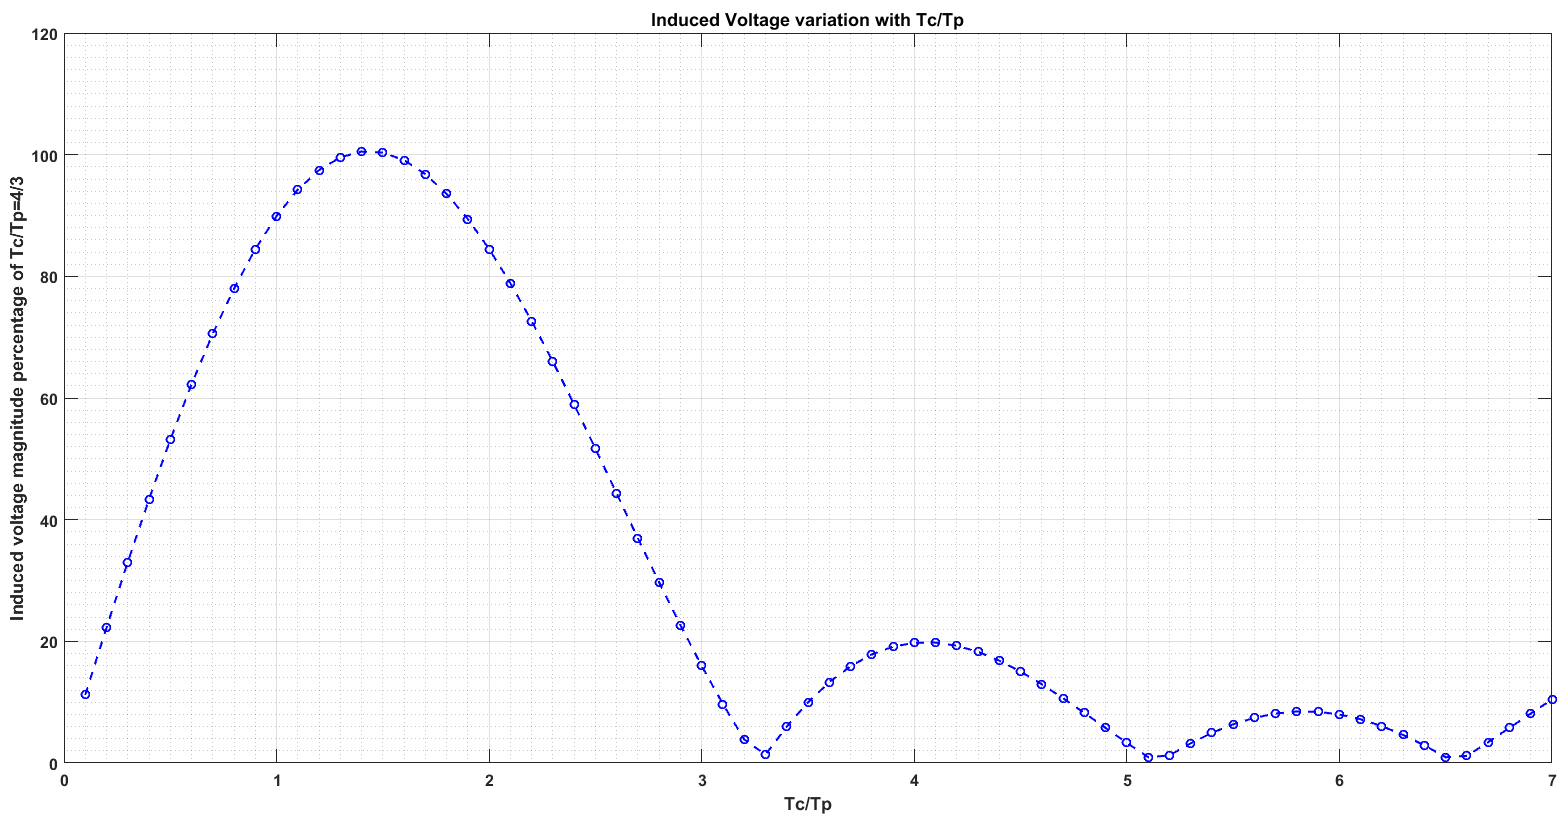 Induced Voltage variation with Tc/Tp
Induced voltage magnitude percentage of Tc/Tp=4/3
120
100
80
60
40
20
0
0 1 2 3 4 5 6 7
Tc/Tp